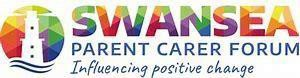 SWANSEA
PARENT CARER FORUM
Influencing positive change